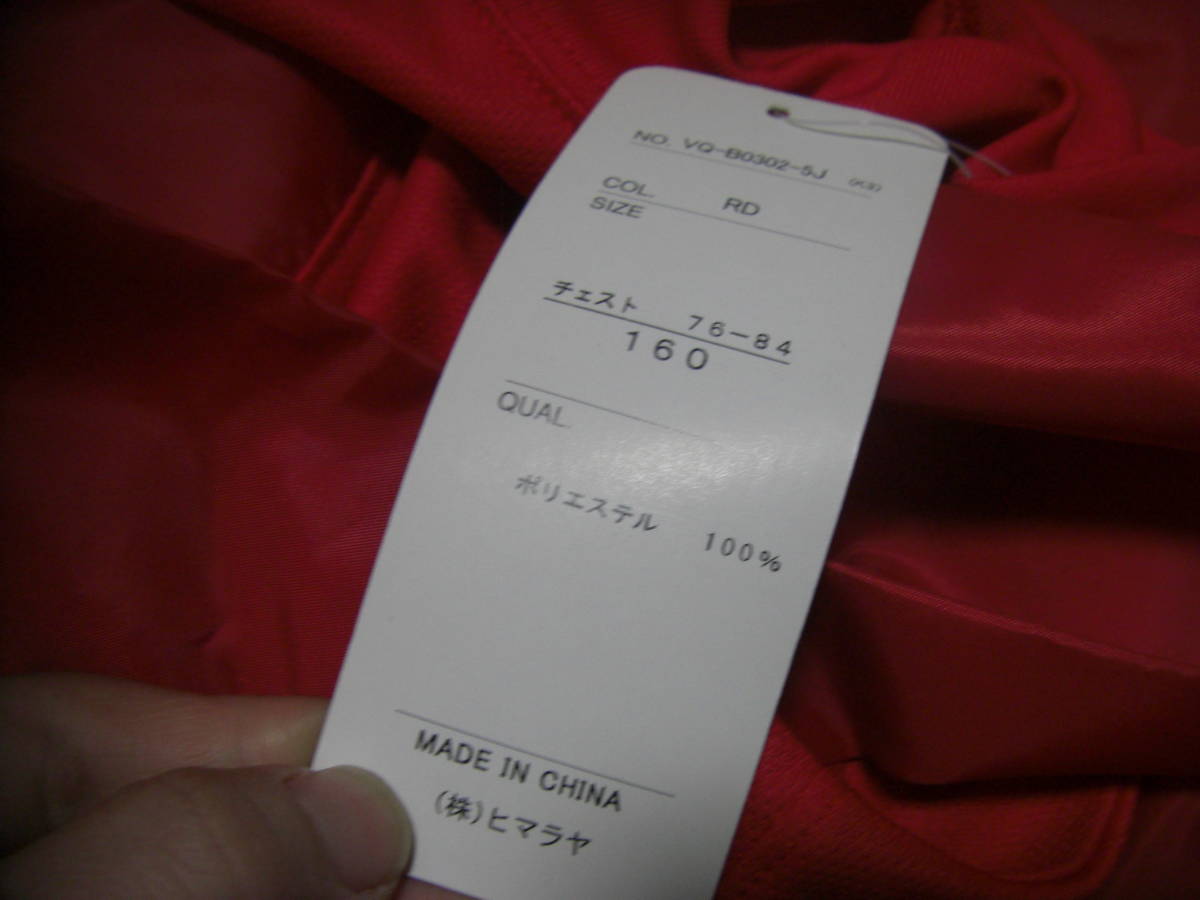 NO. VQ-B0302-5J
COL. RD
SIZE
チェスト 76-84
160
QUAL.
ポリエステル 100%
MADE IN CHINA
(株)ヒマラヤ